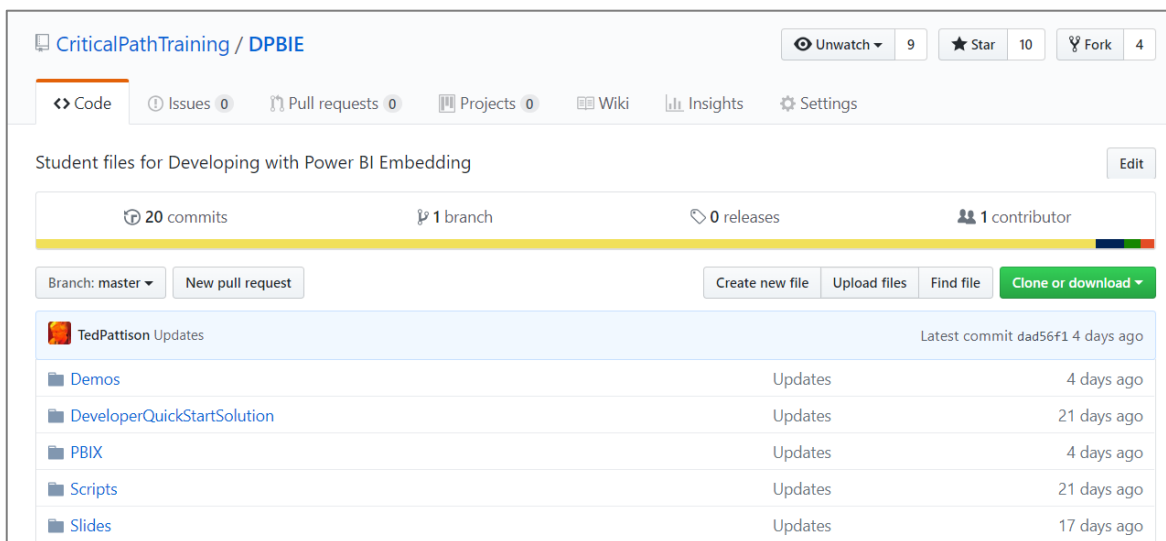 CriticalPathTraining / DPBIE Unwatch 9 Star 10 Fork 4
Code Issues 0 Pull requests 0 Projects 0 Wiki Insights Settings
Student files for Developing with Power BI Embedding Edit
20 commits 1 branch 0 releases 1 contributor
Branch: master New pull request Create new file Upload files Find file Clone or download
TedPattison Updates Latest commit dad56f1 4 days ago
Demos Updates 4 days ago
DeveloperQuickStartSolution Updates 21 days ago
PBIX Updates 4 days ago
Scripts Updates 21 days ago
Slides Updates 17 days ago